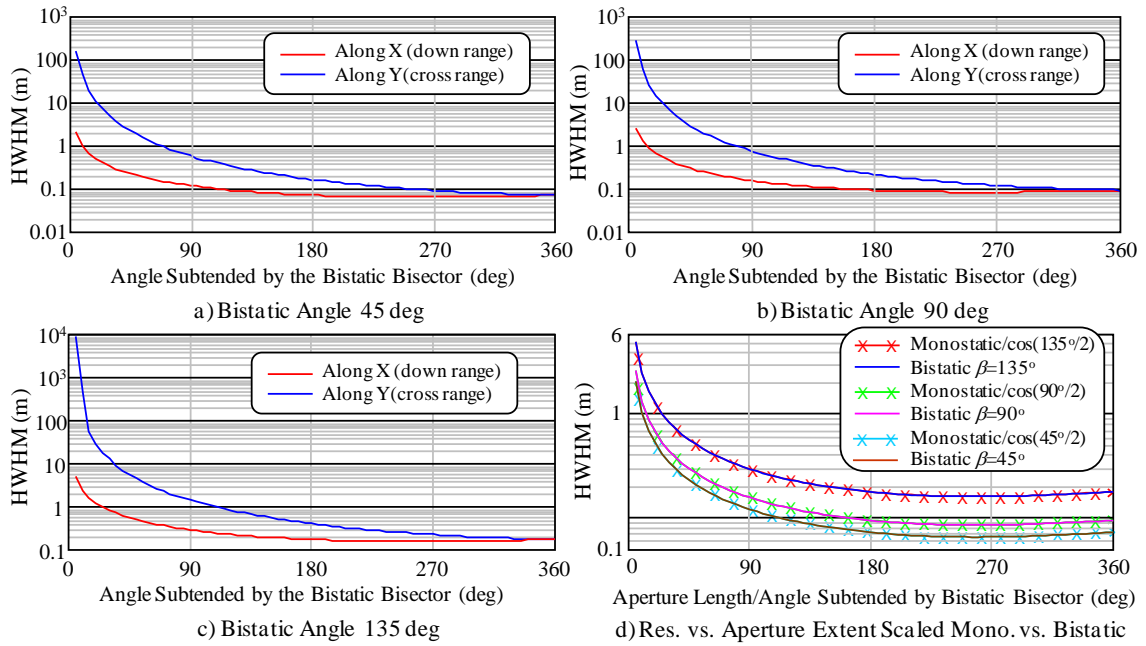 10³
100
10
1
0.1
0.01
HWHM (m)
Along X (down range)
Along Y(cross range)
0 90 180 270 360
Angle Subtended by the Bistatic Bisector (deg)
a) Bistatic Angle 45 deg
10³
100
10
1
0.1
0.01
HWHM (m)
Along X (down range)
Along Y(cross range)
0 90 180 270 360
Angle Subtended by the Bistatic Bisector (deg)
b) Bistatic Angle 90 deg
10⁴
10³
100
10
1
0.1
HWHM (m)
Along X (down range)
Along Y(cross range)
0 90 180 270 360
Angle Subtended by the Bistatic Bisector (deg)
c) Bistatic Angle 135 deg
6
1
0.1
HWHM (m)
Monostatic/cos(135°/2)
Bistatic β=135°
Monostatic/cos(90°/2)
Bistatic β=90°
Monostatic/cos(45°/2)
Bistatic β=45°
0 90 180 270 360
Aperture Length/Angle Subtended by Bistatic Bisector (deg)
d) Res. vs. Aperture Extent Scaled Mono. vs. Bistatic